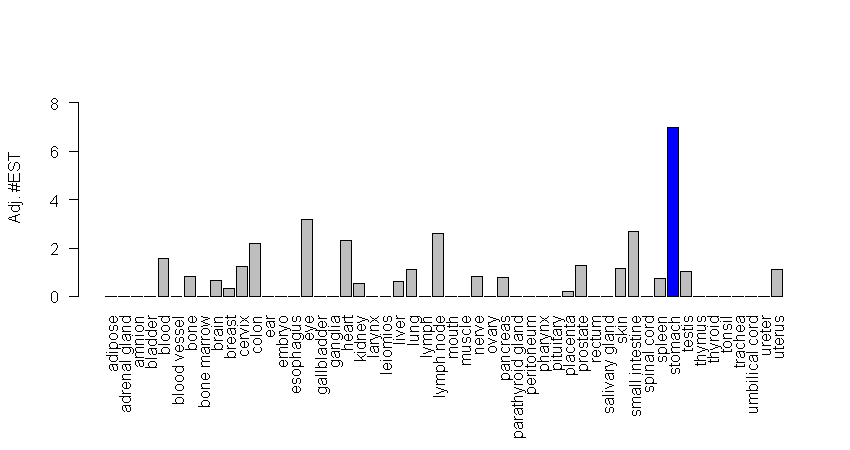 Adj. #EST
8
6
4
2
0
adipose
adrenal gland
amnion
bladder
blood
blood vessel
bone
bone marrow
brain
breast
cervix
colon
ear
embryo
esophagus
eye
gallbladder
ganglia
heart
kidney
larynx
leiomios
liver
lung
lymph
lymph node
mouth
muscle
nerve
ovary
pancreas
parathyroid gland
peritoneum
pharynx
pituitary
placenta
prostate
rectum
salivary gland
skin
small intestine
spinal cord
spleen
stomach
testis
thymus
thyroid
tonsil
trachea
umbilical cord
ureter
uterus